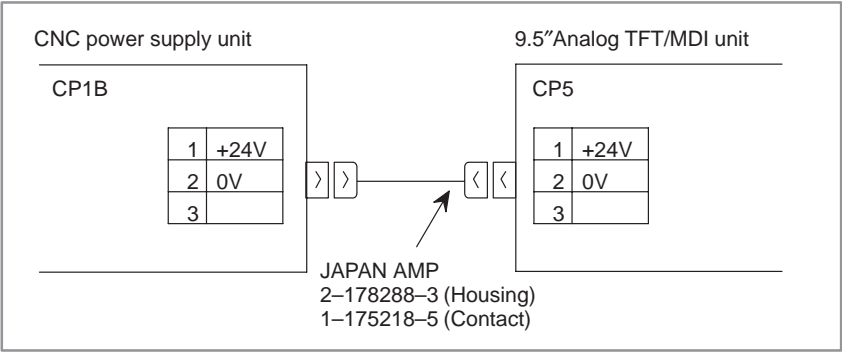 CNC power supply unit
9.5″Analog TFT/MDI unit
CP1B
CP5
1 +24V
2 0V
3
1 +24V
2 0V
3
JAPAN AMP
2–178288–3 (Housing)
1–175218–5 (Contact)